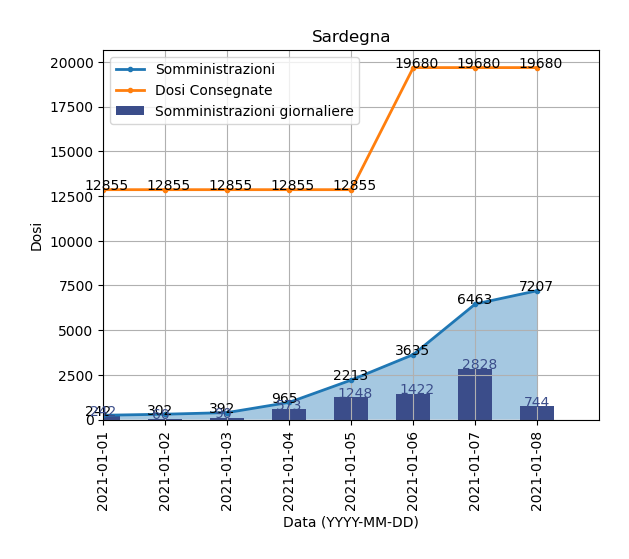 Sardegna
Somministrazioni
Dosi Consegnate
Somministrazioni giornaliere
20000
17500
15000
12500
10000
7500
5000
2500
0
Dosi
12855 12855 12855 12855 12855 19680 19680 19680
242 302 392 965 2213 3635 6463 7207
1248 1422 2828 744
2021-01-01
2021-01-02
2021-01-03
2021-01-04
2021-01-05
2021-01-06
2021-01-07
2021-01-08
Data (YYYY-MM-DD)